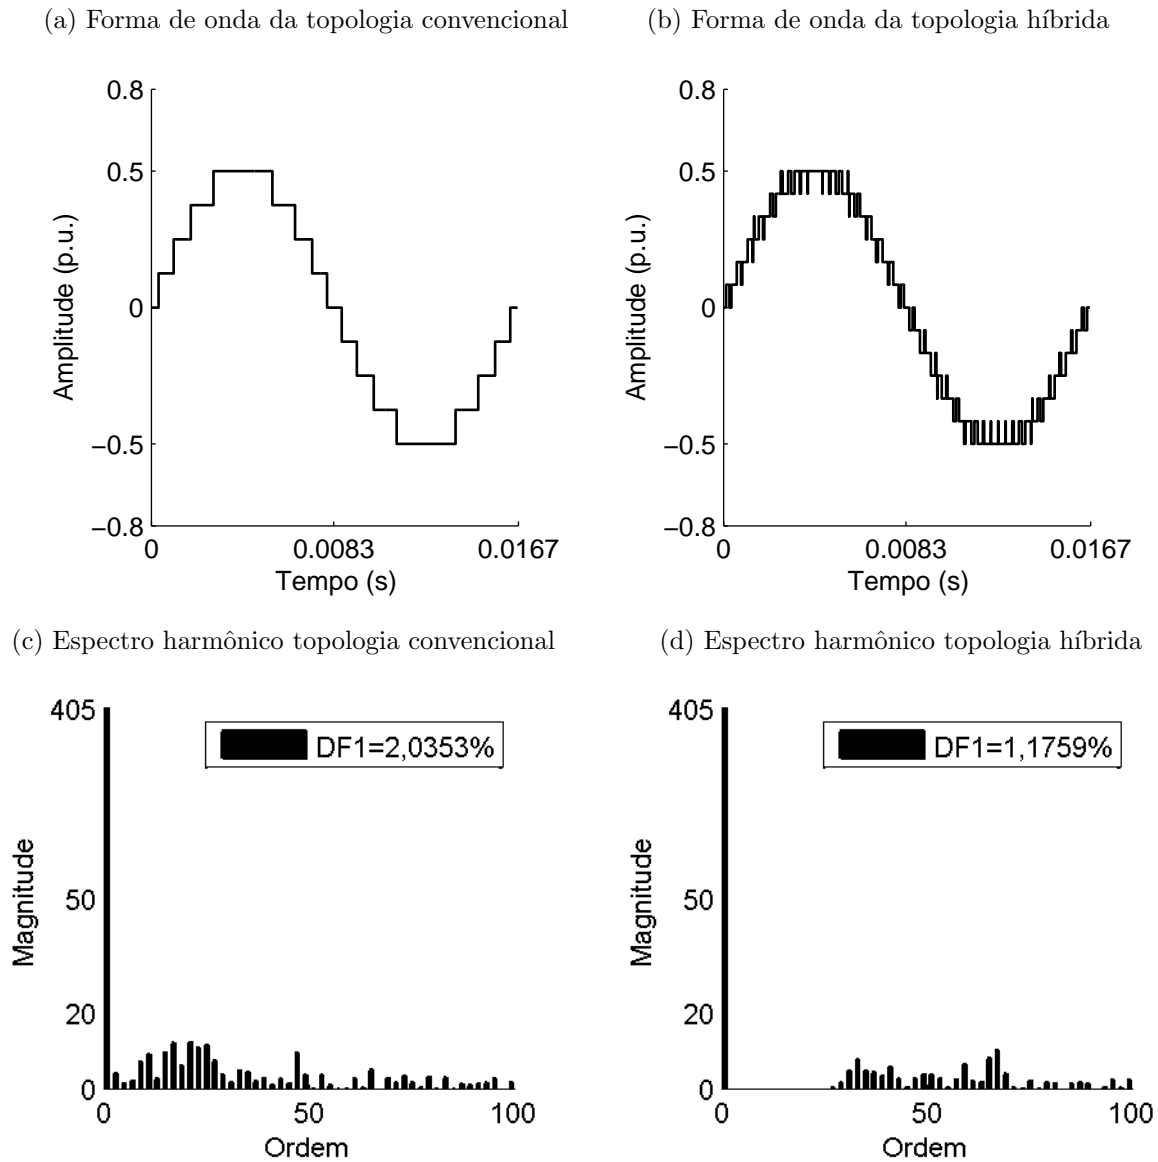 (a) Forma de onda da topologia convencional
(b) Forma de onda da topologia híbrida
0.8
0.5
0
−0.5
−0.8
0
0.0083
0.0167
Tempo (s)
Amplitude (p.u.)
0.8
0.5
0
−0.5
−0.8
0
0.0083
0.0167
Tempo (s)
Amplitude (p.u.)
(c) Espectro harmônico topologia convencional
(d) Espectro harmônico topologia híbrida
405
50
20
0
0
50
100
Ordem
Magnitude
DF1=2,0353%
405
50
20
0
0
50
100
Ordem
Magnitude
DF1=1,1759%